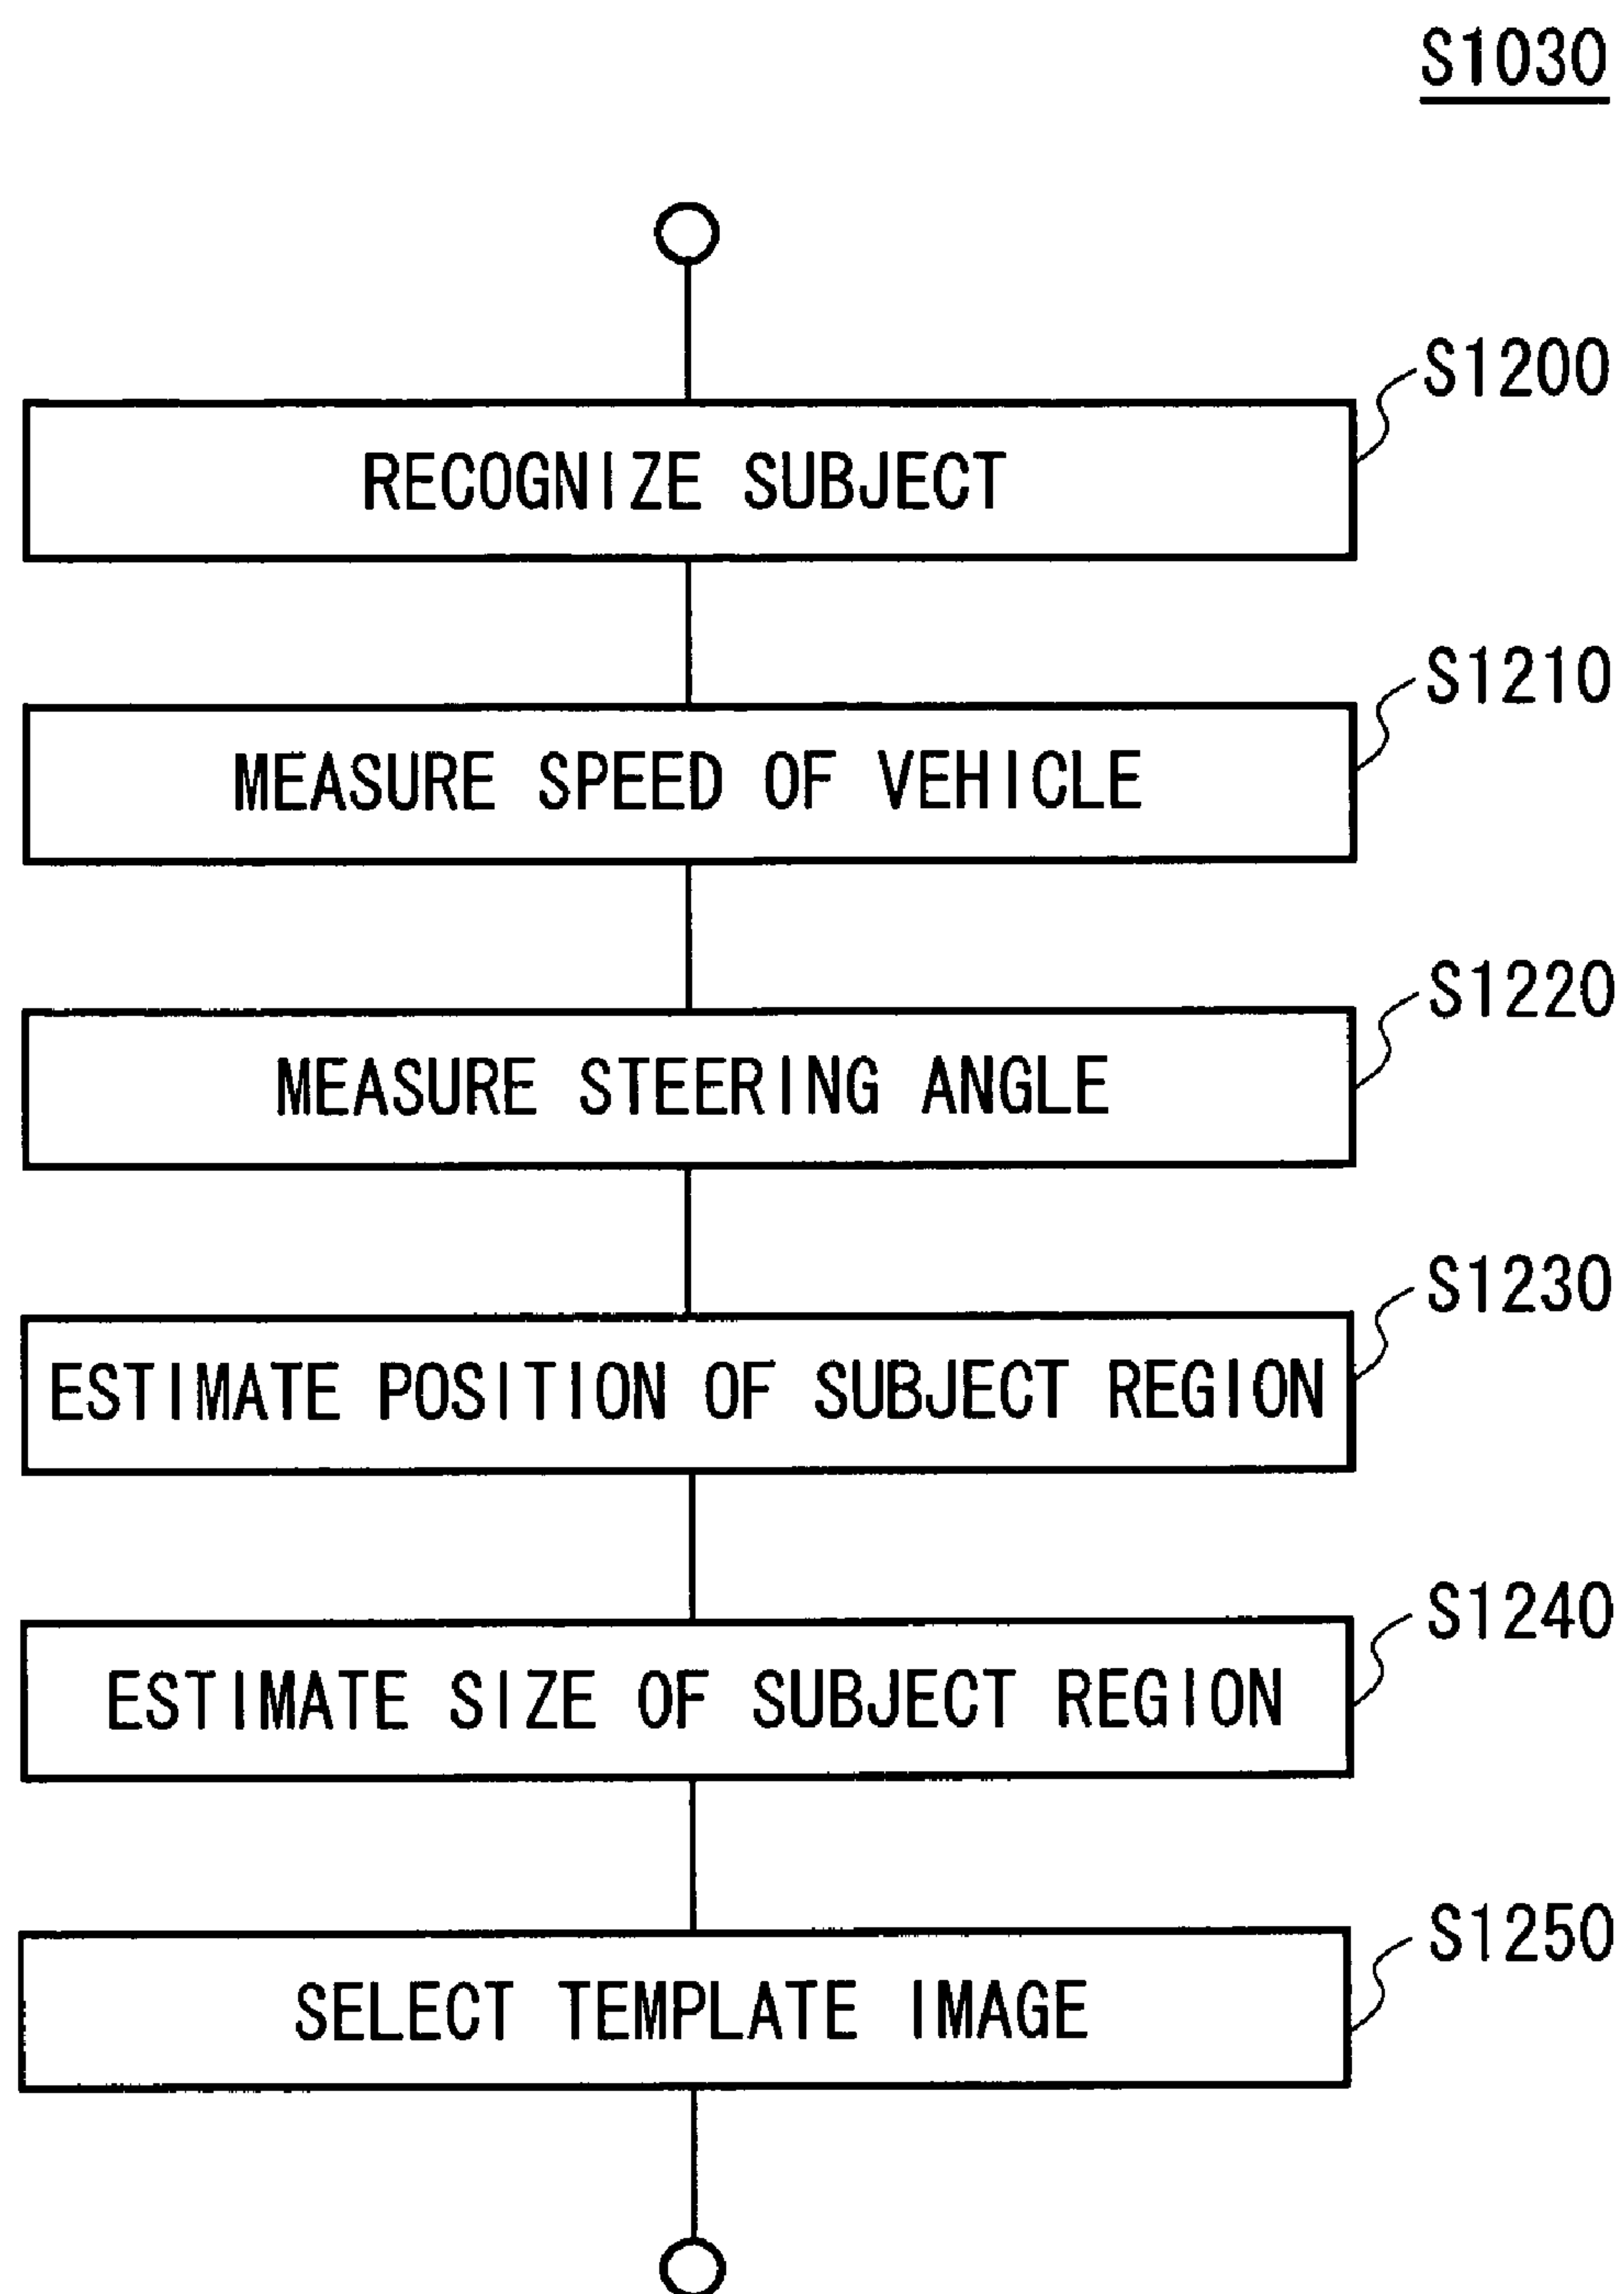 S1030
S1200
RECOGNIZE SUBJECT
S1210
MEASURE SPEED OF VEHICLE
S1220
MEASURE STEERING ANGLE
S1230
ESTIMATE POSITION OF SUBJECT REGION
S1240
ESTIMATE SIZE OF SUBJECT REGION
S1250
SELECT TEMPLATE IMAGE